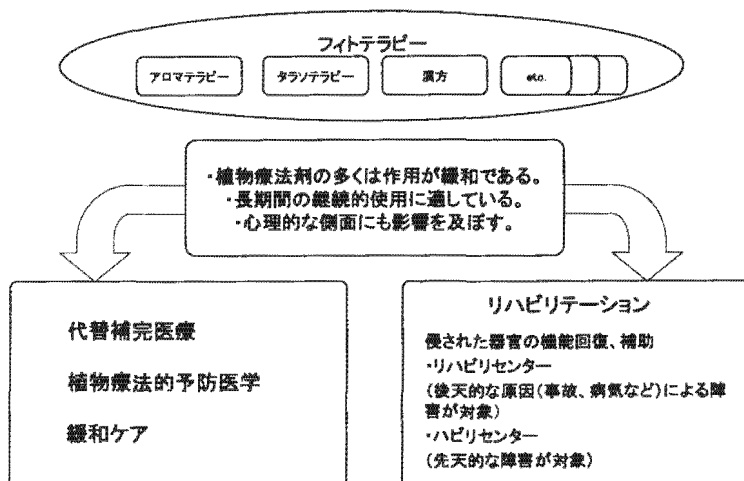 フィトテラピー
アロマテラピー
タラソテラピー
漢方
etc.
・植物療法剤の多くは作用が緩和である。
・長期間の継続的使用に適している。
・心理的な側面にも影響を及ぼす。
代替補完医療
植物療法的予防医学
緩和ケア
リハビリテーション
侵された器官の機能回復、補助
・リハビリセンター
(後天的な原因(事故、病気など)による障
害が対象)
・ハビリセンター
(先天的な障害が対象)